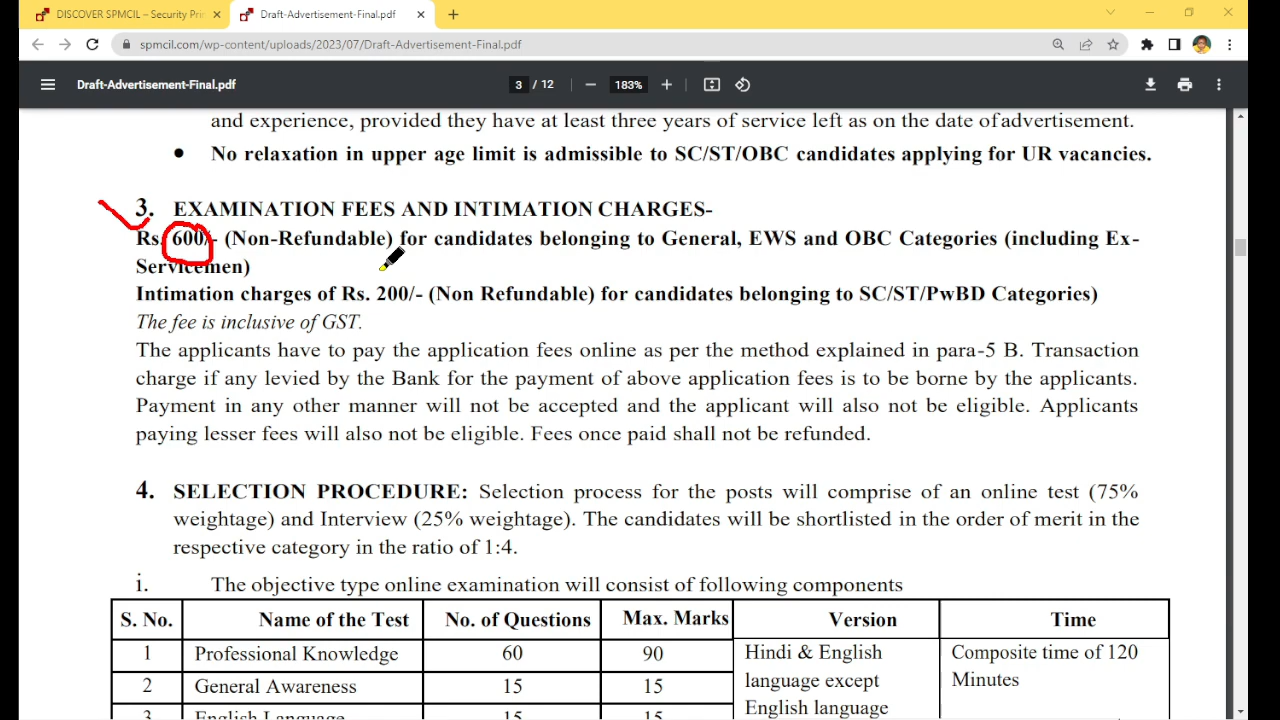 DISCOVER SPMCIL – Security Pri
Draft-Advertisement-Final.pdf
spmcil.com/wp-content/uploads/2023/07/Draft-Advertisement-Final.pdf
Draft-Advertisement-Final.pdf
3 / 12
183%
and experience, provided they have at least three years of service left as on the date of advertisement.
• No relaxation in upper age limit is admissible to SC/ST/OBC candidates applying for UR vacancies.
3. EXAMINATION FEES AND INTIMATION CHARGES-
Rs. 600/- (Non-Refundable) for candidates belonging to General, EWS and OBC Categories (including Ex-
Servicemen)
Intimation charges of Rs. 200/- (Non Refundable) for candidates belonging to SC/ST/PwBD Categories)
The fee is inclusive of GST.
The applicants have to pay the application fees online as per the method explained in para-5 B. Transaction
charge if any levied by the Bank for the payment of above application fees is to be borne by the applicants.
Payment in any other manner will not be accepted and the applicant will also not be eligible. Applicants
paying lesser fees will also not be eligible. Fees once paid shall not be refunded.
4. SELECTION PROCEDURE: Selection process for the posts will comprise of an online test (75%
weightage) and Interview (25% weightage). The candidates will be shortlisted in the order of merit in the
respective category in the ratio of 1:4.
i. The objective type online examination will consist of following components
S. No. Name of the Test No. of Questions Max. Marks Version Time
1 Professional Knowledge 60 90 Hindi & English Composite time of 120
language except Minutes
2 General Awareness 15 15
English language
3 English Language 15 15